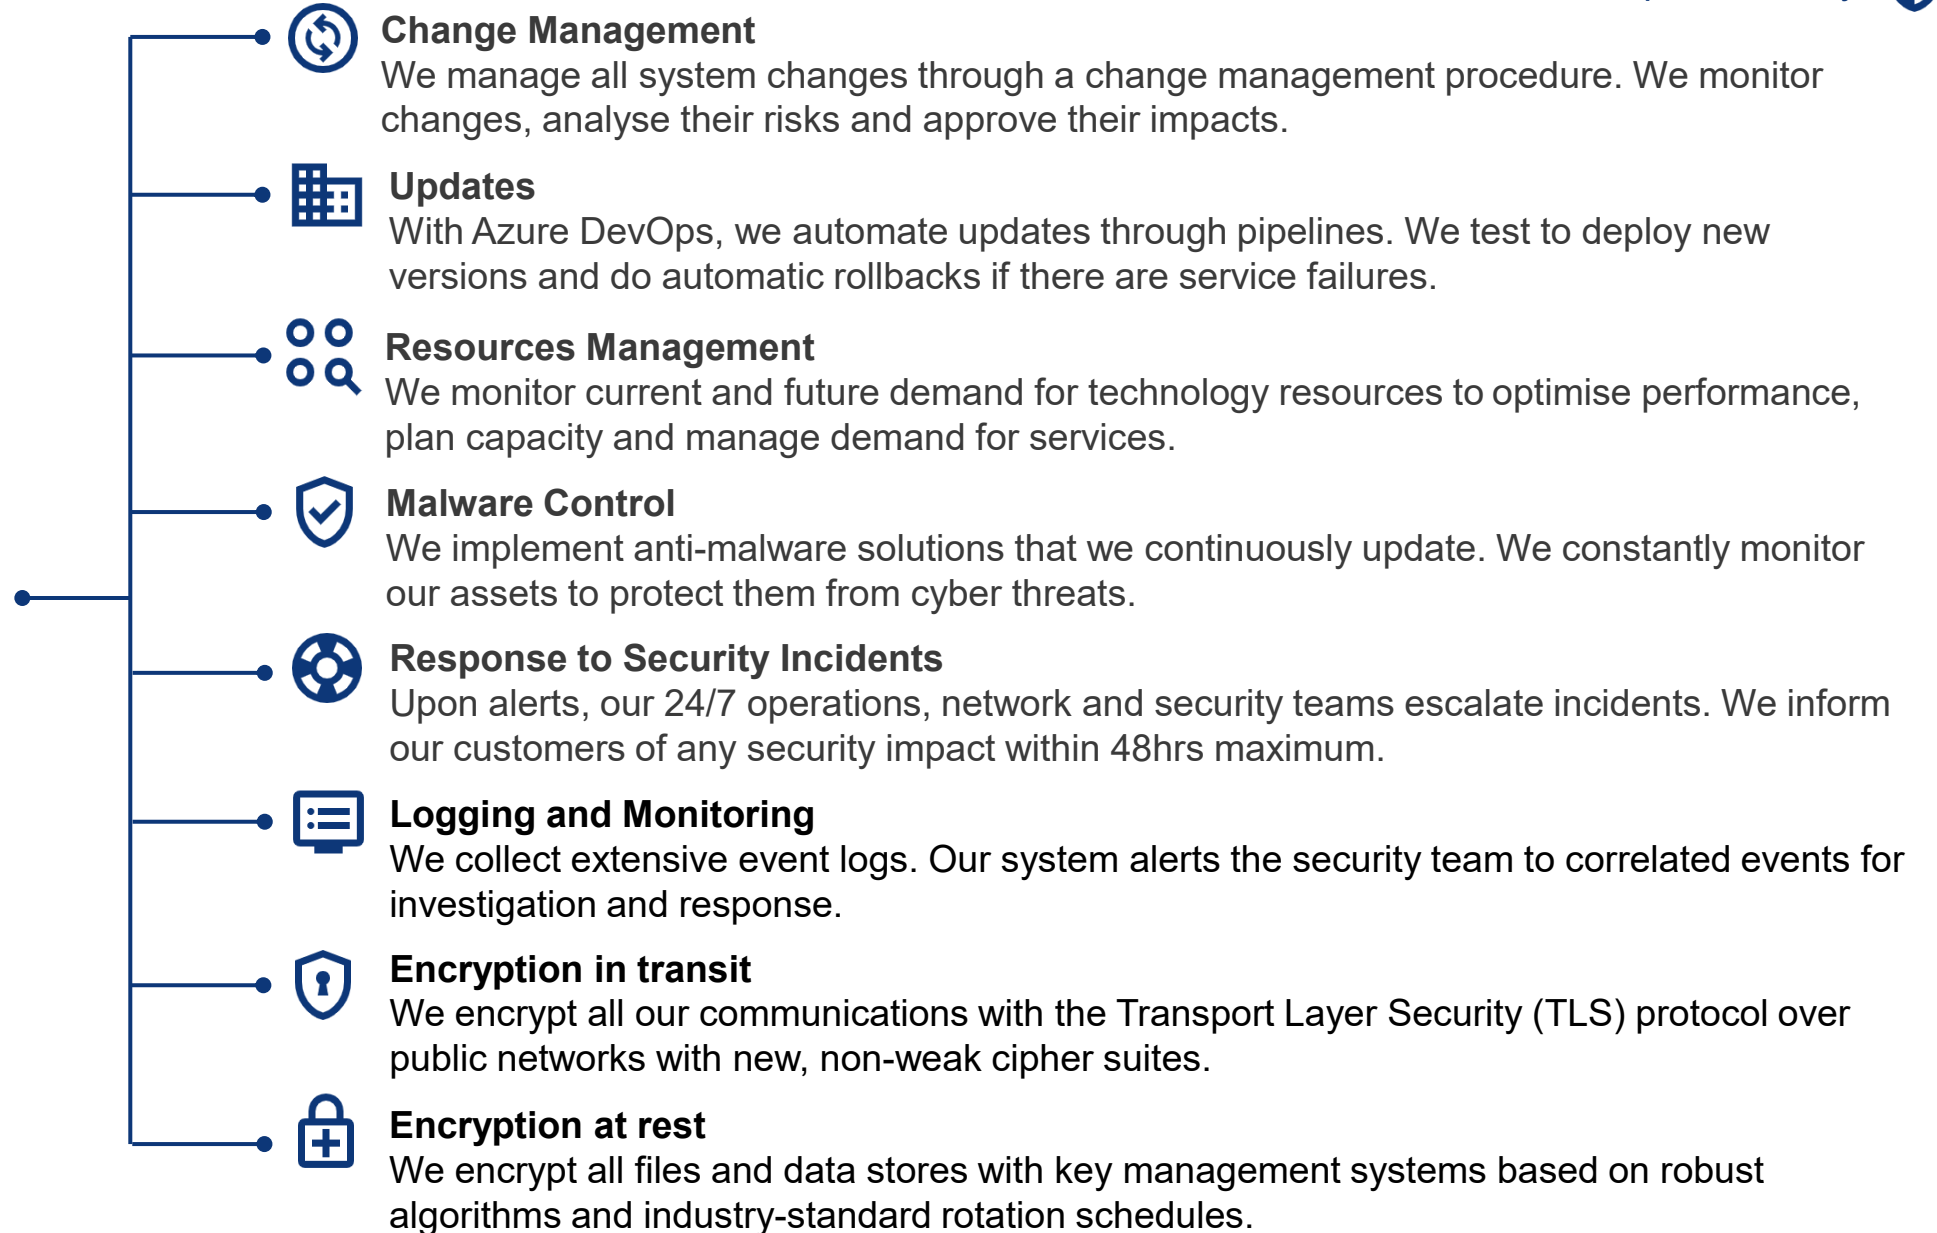 Change Management
We manage all system changes through a change management procedure. We monitor
changes, analyse their risks and approve their impacts.
Updates
With Azure DevOps, we automate updates through pipelines. We test to deploy new
versions and do automatic rollbacks if there are service failures.
Resources Management
We monitor current and future demand for technology resources to optimise performance,
plan capacity and manage demand for services.
Malware Control
We implement anti-malware solutions that we continuously update. We constantly monitor
our assets to protect them from cyber threats.
Response to Security Incidents
Upon alerts, our 24/7 operations, network and security teams escalate incidents. We inform
our customers of any security impact within 48hrs maximum.
Logging and Monitoring
We collect extensive event logs. Our system alerts the security team to correlated events for
investigation and response.
Encryption in transit
We encrypt all our communications with the Transport Layer Security (TLS) protocol over
public networks with new, non-weak cipher suites.
Encryption at rest
We encrypt all files and data stores with key management systems based on robust
algorithms and industry-standard rotation schedules.